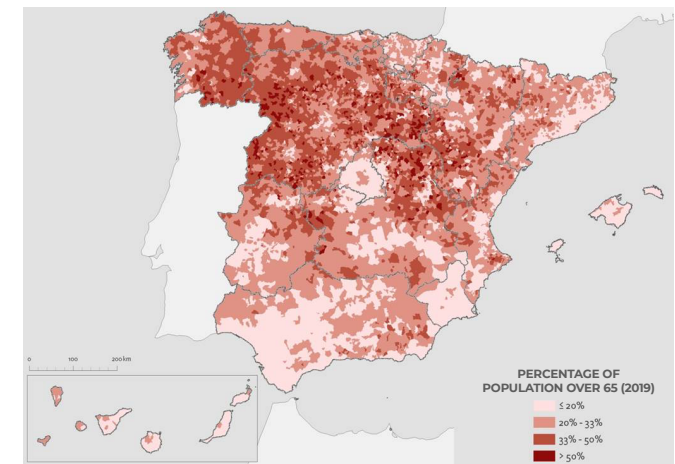 0 100 200 km
PERCENTAGE OF
POPULATION OVER 65 (2019)
≤ 20%
20% - 33%
33% - 50%
> 50%